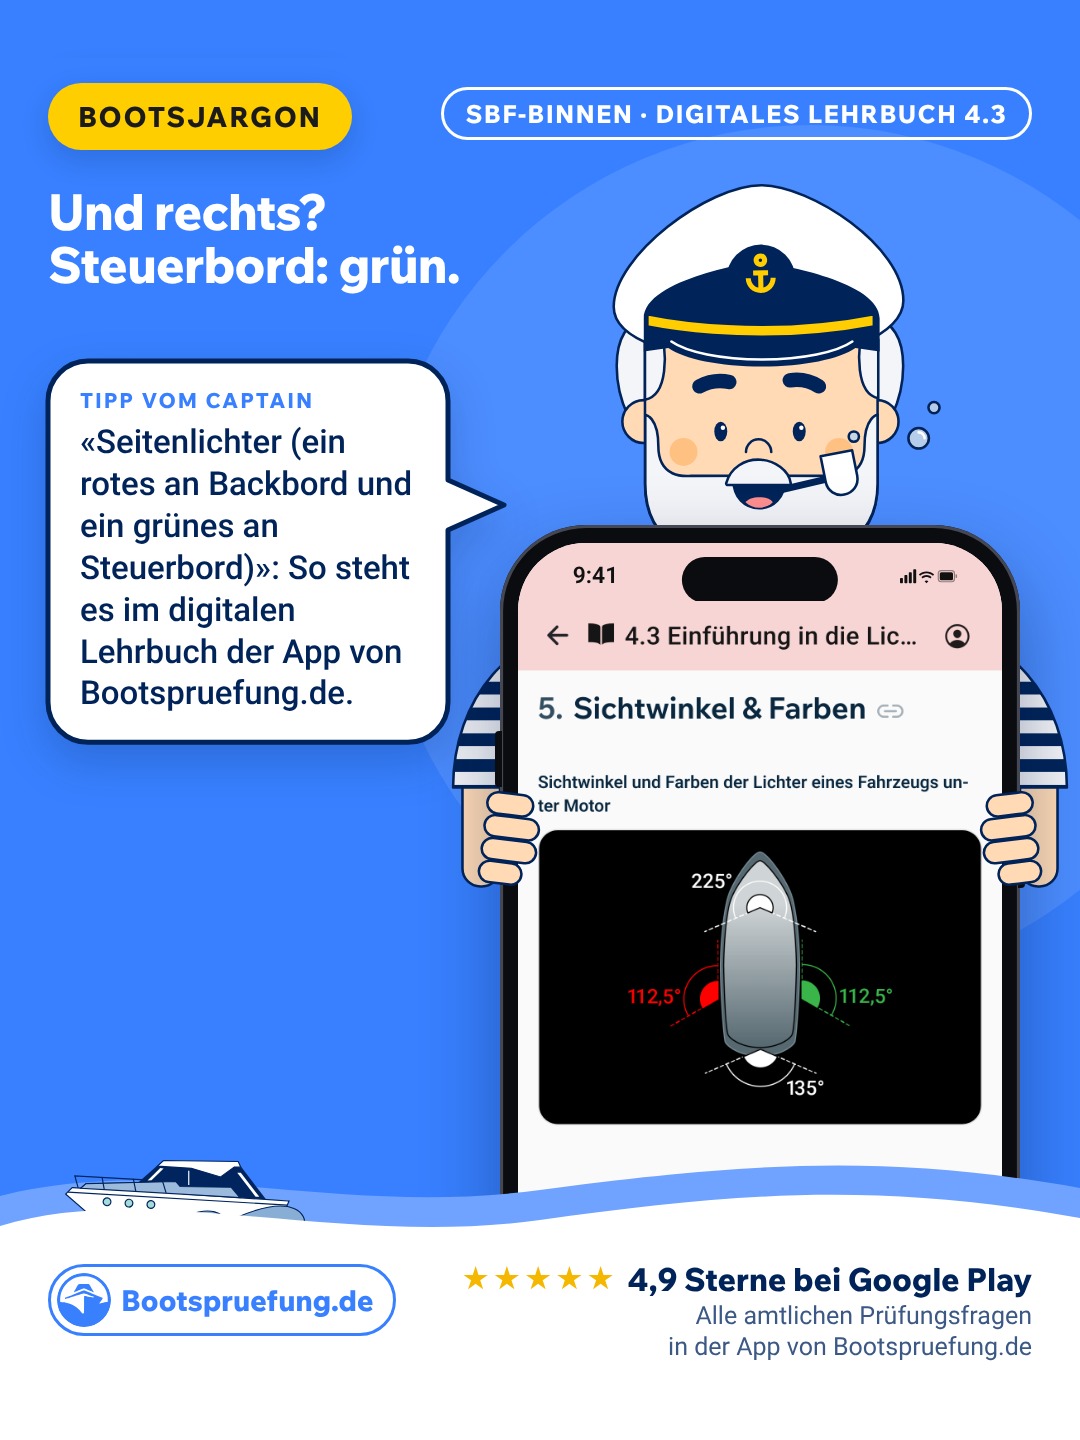 BOOTSJARGON
SBF-BINNEN · DIGITALES LEHRBUCH 4.3
Und rechts?
Steuerbord: grün.
TIPP VOM CAPTAIN
«Seitenlichter (ein
rotes an Backbord und
ein grünes an
Steuerbord)»: So steht
es im digitalen
Lehrbuch der App von
Bootspruefung.de.
9:41
4.3 Einführung in die Lic...
5. Sichtwinkel & Farben
Sichtwinkel und Farben der Lichter eines Fahrzeugs un-
ter Motor
225°
112,5°
112,5°
135°
Bootspruefung.de
4,9 Sterne bei Google Play
Alle amtlichen Prüfungsfragen
in der App von Bootspruefung.de